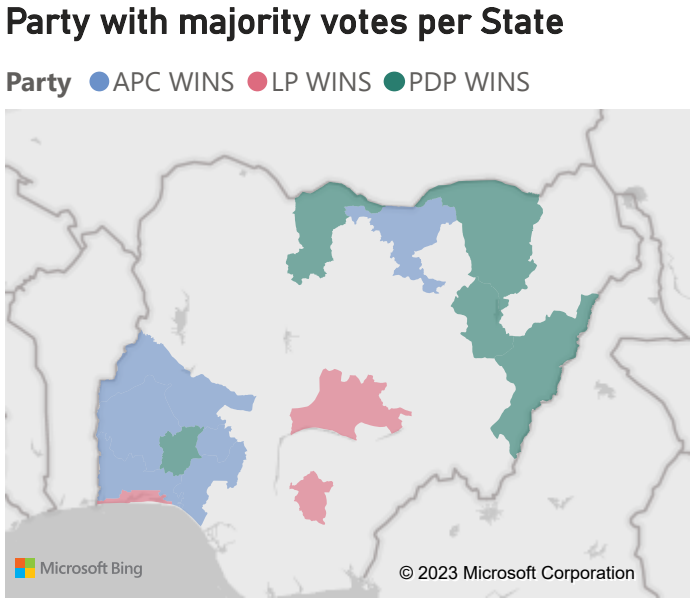 Party with majority votes per State
Party APC WINS LP WINS PDP WINS
Microsoft Bing
© 2023 Microsoft Corporation